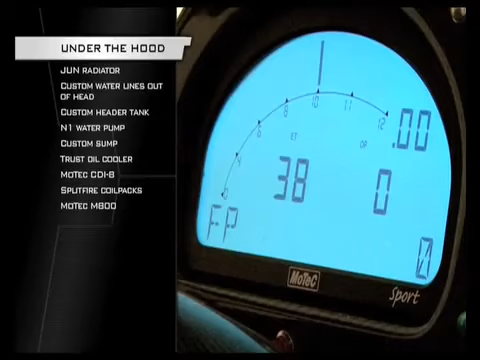 UNDER THE HOOD
JUN RADIATOR
CUSTOM WATER LINES OUT
OF HEAD
CUSTOM HEADER TANK
N1 WATER PUMP
CUSTOM SUMP
TRUST OIL COOLER
MOTEC CDI-8
SPLITFIRE COILPACKS
MOTEC M800
8
10
11
12
6
4
.00
ET
OP
38
0
FP
0
MoTeC
Sport